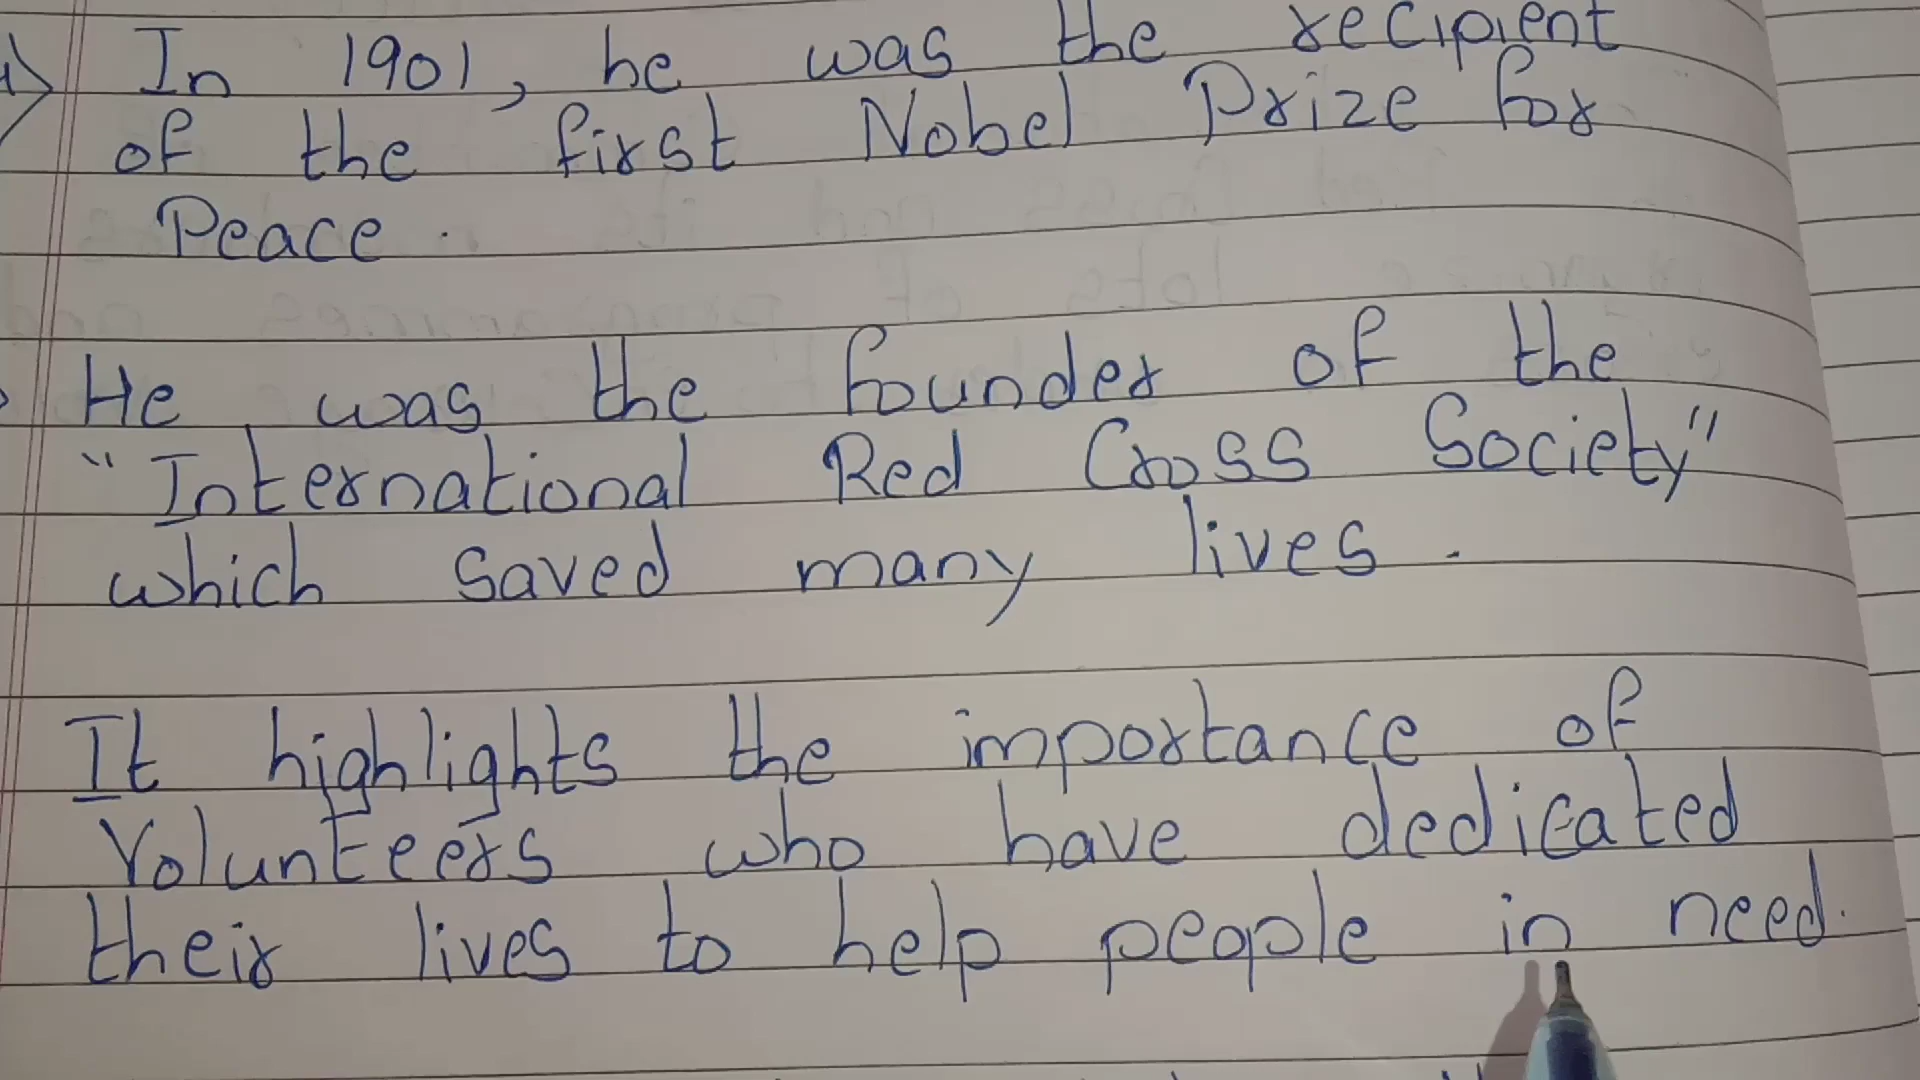 In 1901, he was the recipient
of the first Nobel Prize for
Peace.
He was the founder of the
"International Red Cross Society"
which saved many lives.
It highlights the importance of
Volunteers who have dedicated
their lives to help people in need.